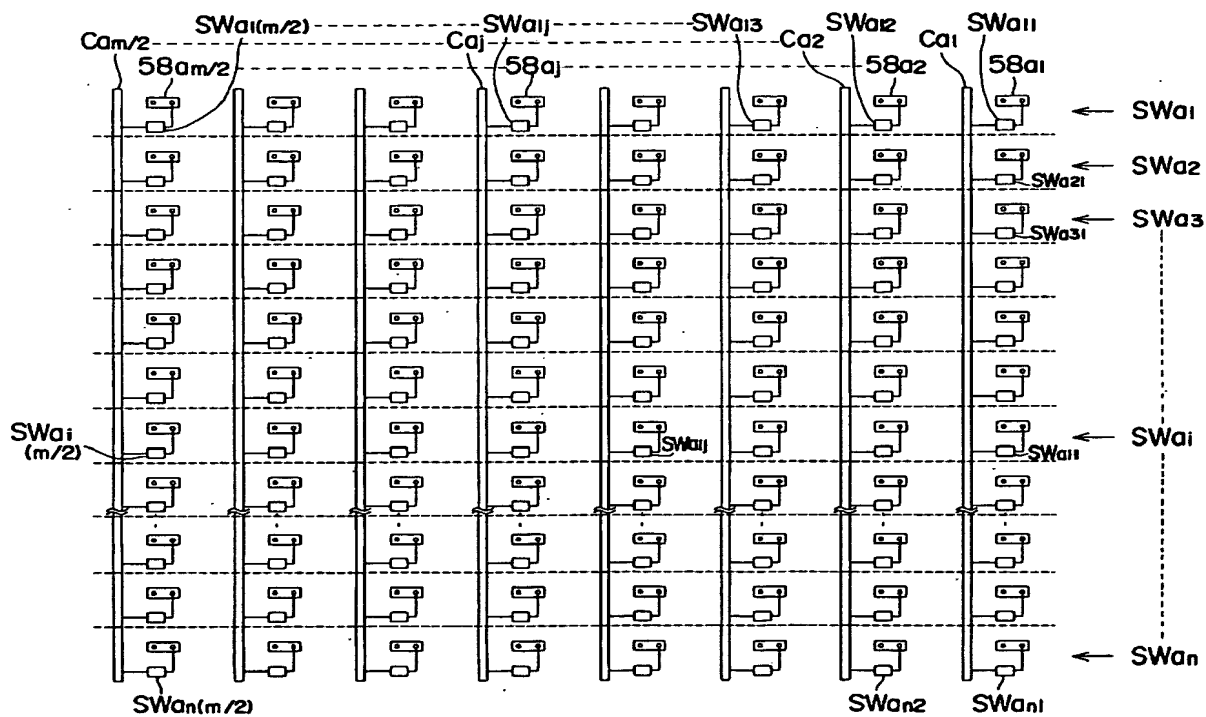 SWa1(m/2) SWa1j SWa13 SWa12 SWa11
Cam/2 Caj Ca2 Ca1
58am/2 58aj 58a2 58a1
SWa1
SWa2
SWa21
SWa3
SWa31
SWai
(m/2)
SWaij
SWai1
SWai
SWan
SWan(m/2) SWan2 SWan1